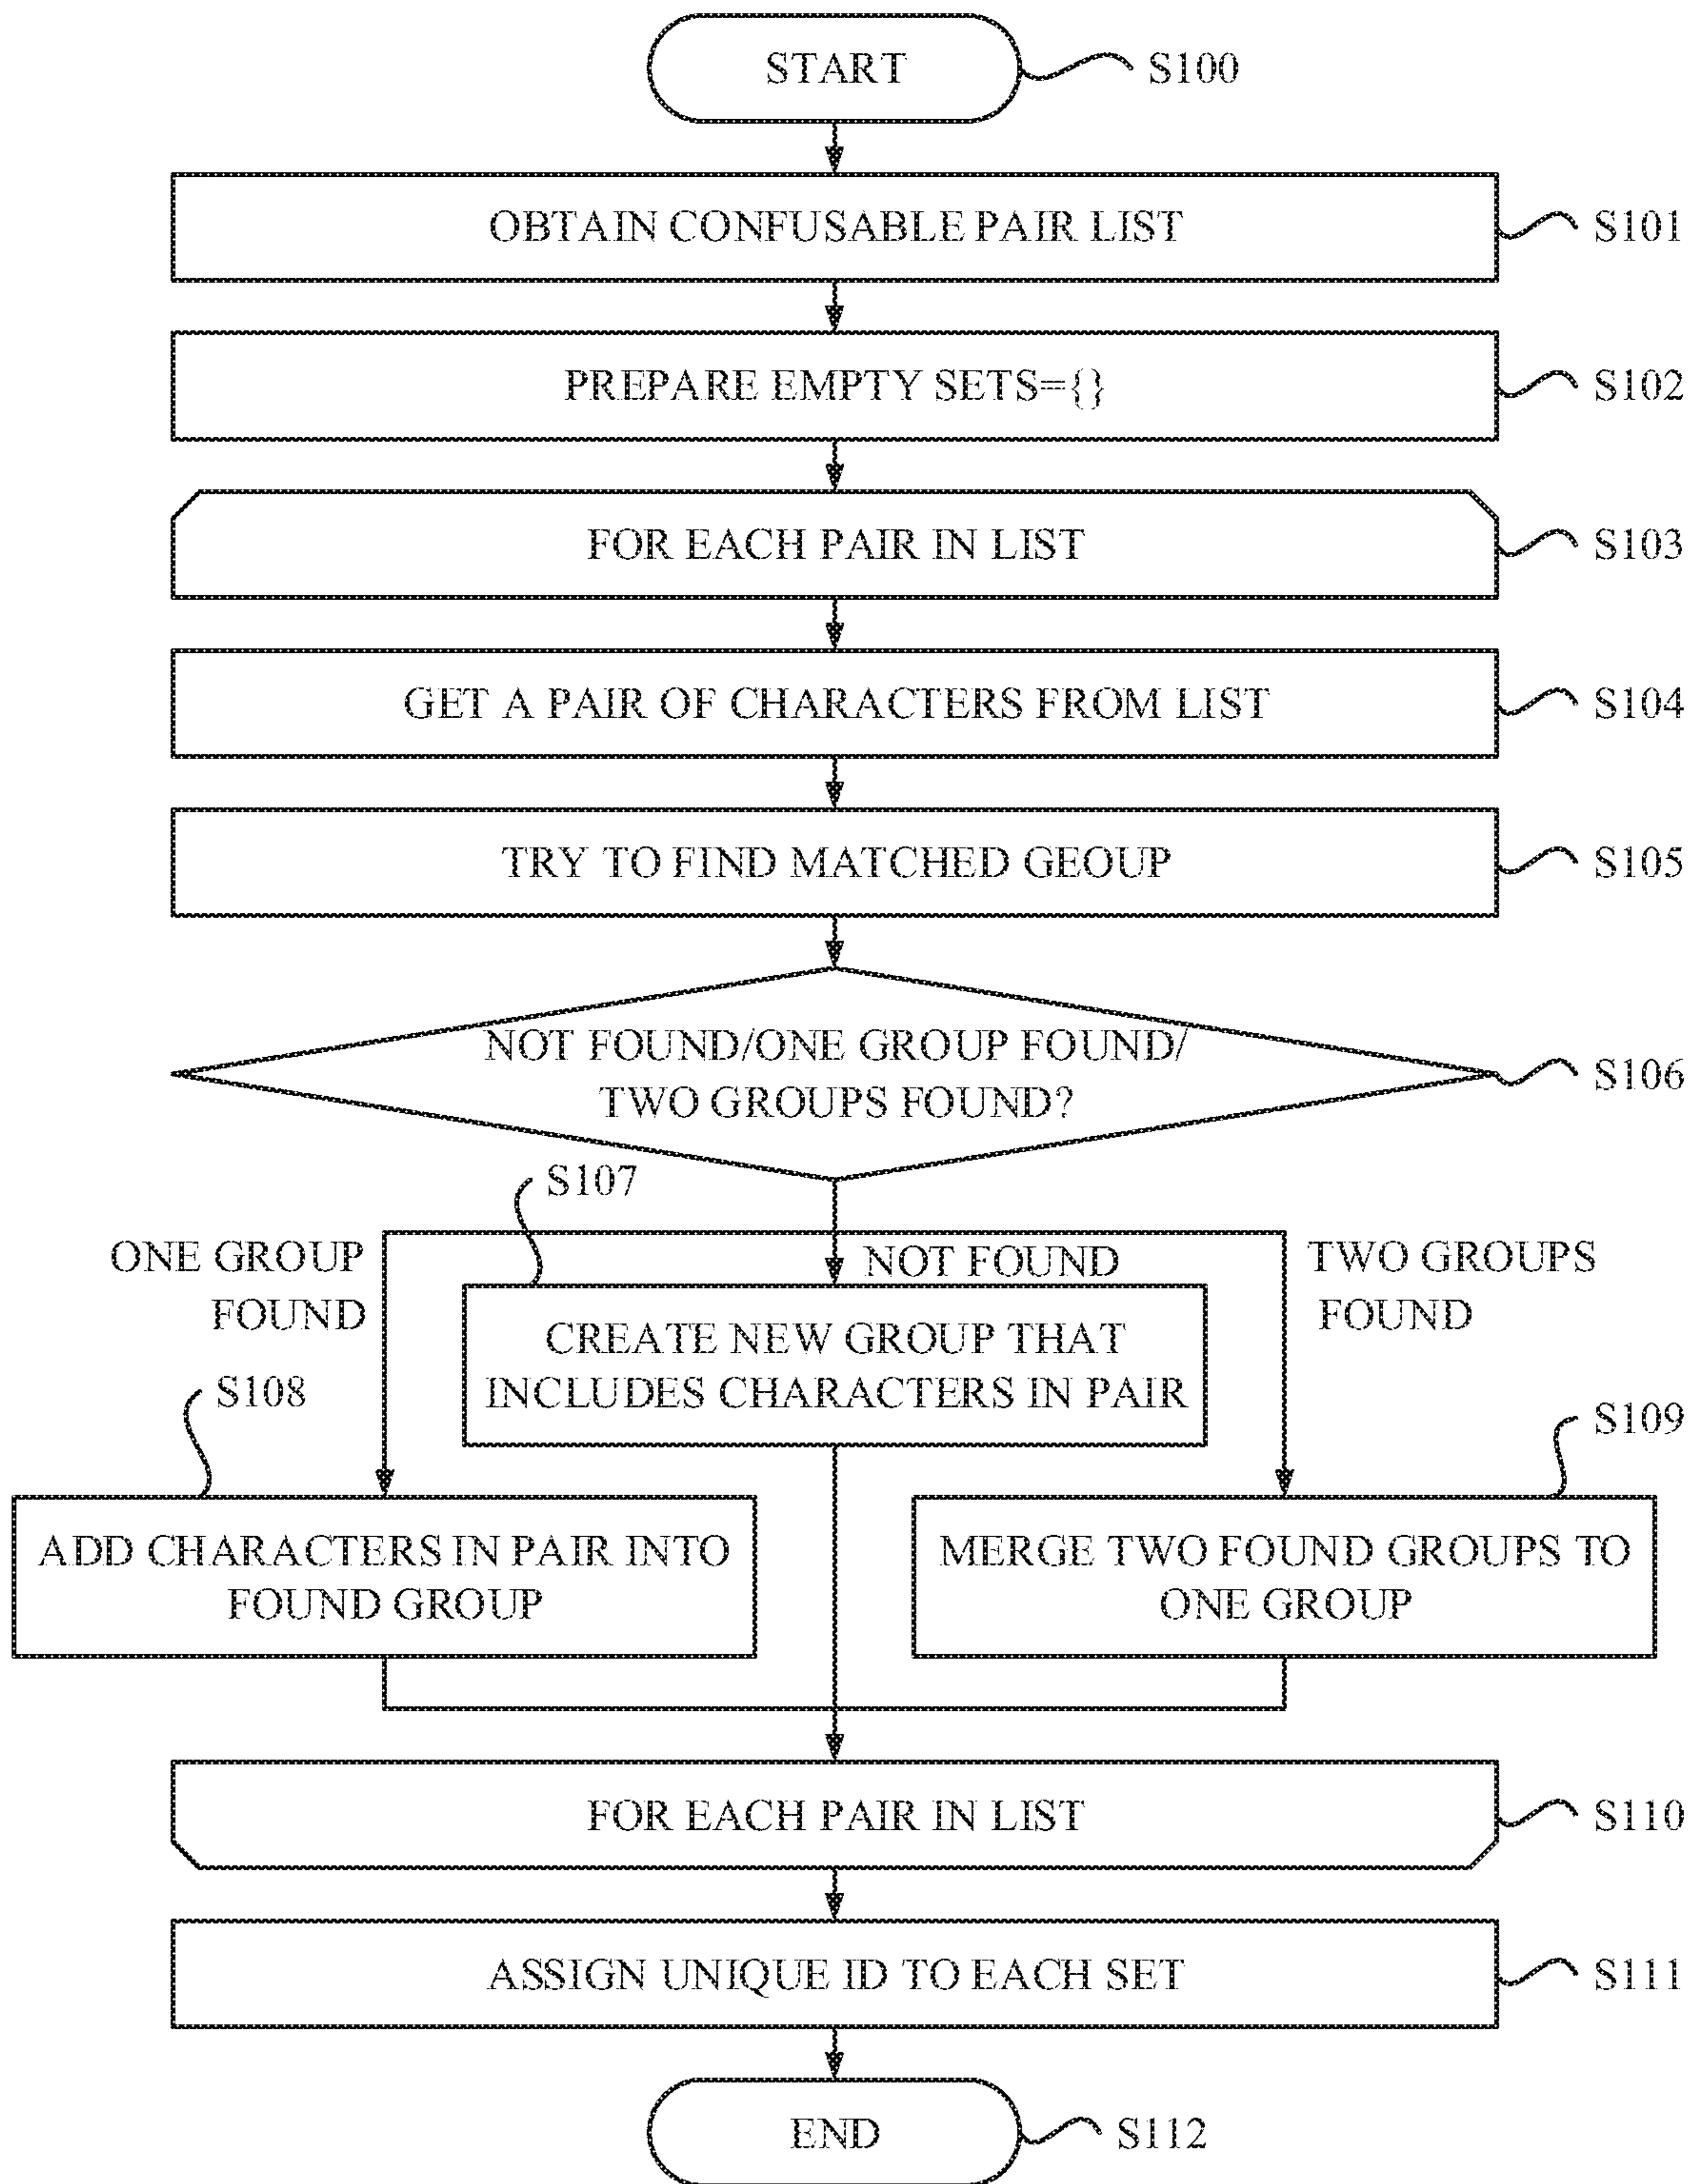 START
S100
OBTAIN CONFUSABLE PAIR LIST
S101
PREPARE EMPTY SETS={}
S102
FOR EACH PAIR IN LIST
S103
GET A PAIR OF CHARACTERS FROM LIST
S104
TRY TO FIND MATCHED GEOUP
S105
NOT FOUND/ONE GROUP FOUND/
TWO GROUPS FOUND?
S106
S107
ONE GROUP
FOUND
NOT FOUND
TWO GROUPS
FOUND
CREATE NEW GROUP THAT
INCLUDES CHARACTERS IN PAIR
S108
S109
ADD CHARACTERS IN PAIR INTO
FOUND GROUP
MERGE TWO FOUND GROUPS TO
ONE GROUP
FOR EACH PAIR IN LIST
S110
ASSIGN UNIQUE ID TO EACH SET
S111
END
S112